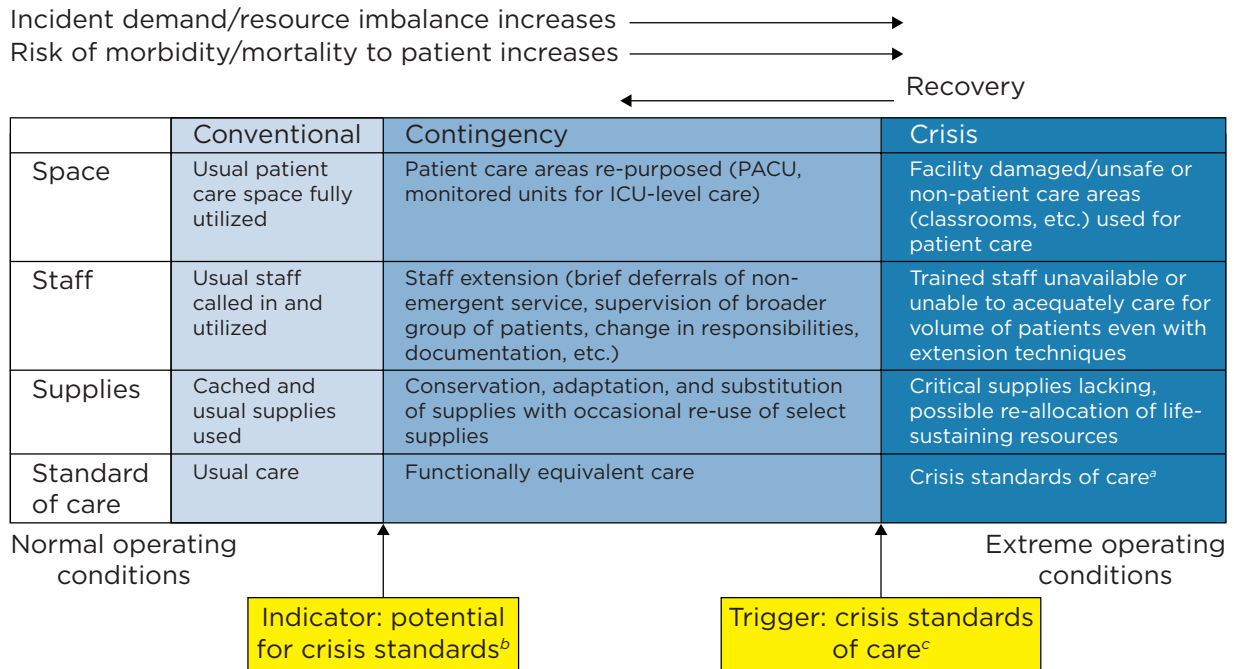 Incident demand/resource imbalance increases
Risk of morbidity/mortality to patient increases
Recovery
Conventional
Contingency
Crisis
Space
Usual patient
care space fully
utilized
Patient care areas re-purposed (PACU,
monitored units for ICU-level care)
Facility damaged/unsafe or
non-patient care areas
(classrooms, etc.) used for
patient care
Staff
Usual staff
called in and
utilized
Staff extension (brief deferrals of non-
emergent service, supervision of broader
group of patients, change in responsibilities,
documentation, etc.)
Trained staff unavailable or
unable to acequately care for
volume of patients even with
extension techniques
Supplies
Cached and
usual supplies
used
Conservation, adaptation, and substitution
of supplies with occasional re-use of select
supplies
Critical supplies lacking,
possible re-allocation of life-
sustaining resources
Standard
of care
Usual care
Functionally equivalent care
Crisis standards of careᵃ
Normal operating
conditions
Extreme operating
conditions
Indicator: potential
for crisis standardsᵇ
Trigger: crisis standards
of careᶜ